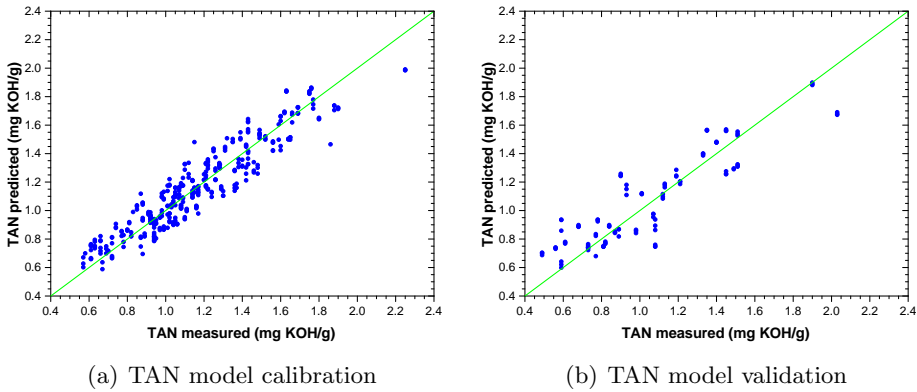 2.4
2.2
2.0
1.8
1.6
1.4
1.2
1.0
0.8
0.6
0.4
TAN predicted (mg KOH/g)
0.4 0.6 0.8 1.0 1.2 1.4 1.6 1.8 2.0 2.2 2.4
TAN measured (mg KOH/g)
(a) TAN model calibration
2.4
2.2
2.0
1.8
1.6
1.4
1.2
1.0
0.8
0.6
0.4
TAN predicted (mg KOH/g)
0.4 0.6 0.8 1.0 1.2 1.4 1.6 1.8 2.0 2.2 2.4
TAN measured (mg KOH/g)
(b) TAN model validation